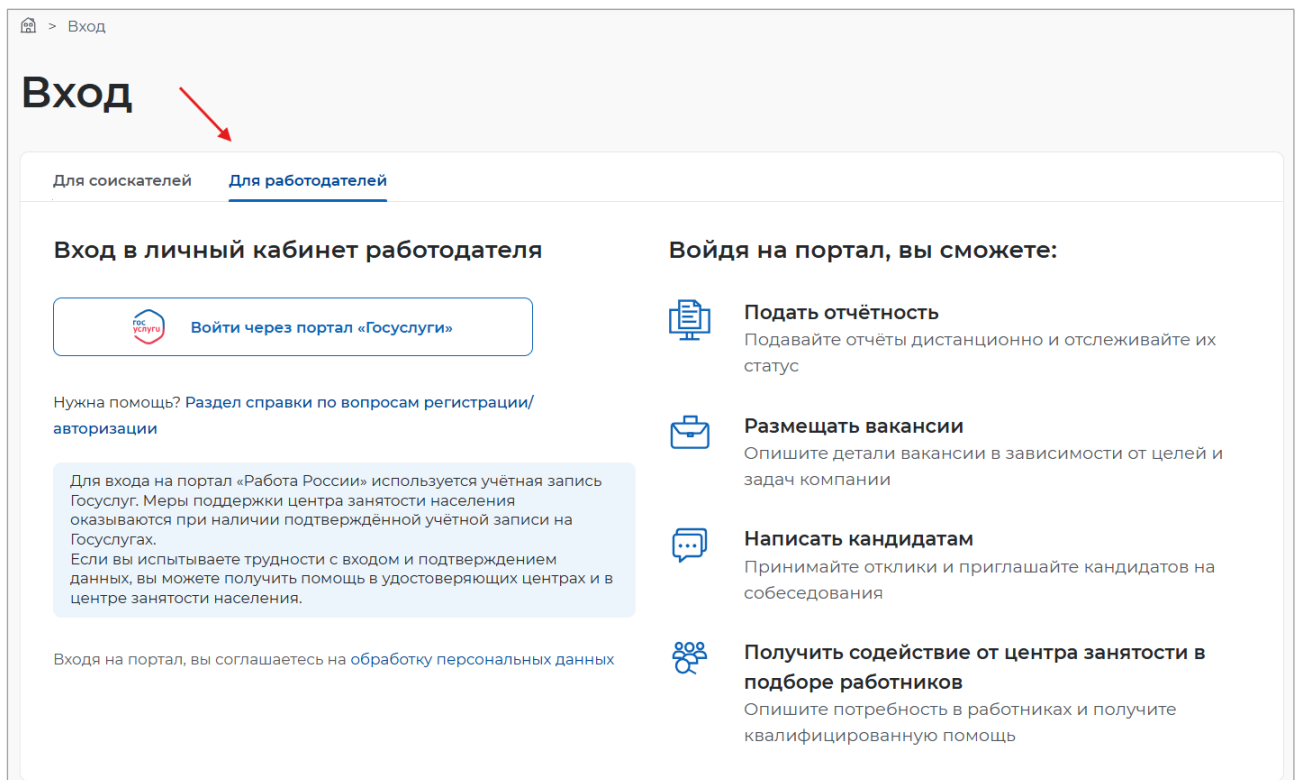 > Вход
Вход
Для соискателей
Для работодателей
Вход в личный кабинет работодателя
гос
услуги
Войти через портал «Госуслуги»
Нужна помощь? Раздел справки по вопросам регистрации/
авторизации
Для входа на портал «Работа России» используется учётная запись
Госуслуг. Меры поддержки центра занятости населения
оказываются при наличии подтверждённой учётной записи на
Госуслугах.
Если вы испытываете трудности с входом и подтверждением
данных, вы можете получить помощь в удостоверяющих центрах и в
центре занятости населения.
Входя на портал, вы соглашаетесь на обработку персональных данных
Войдя на портал, вы сможете:
Подать отчётность
Подавайте отчёты дистанционно и отслеживайте их
статус
Размещать вакансии
Опишите детали вакансии в зависимости от целей и
задач компании
Написать кандидатам
Принимайте отклики и приглашайте кандидатов на
собеседования
Получить содействие от центра занятости в
подборе работников
Опишите потребность в работниках и получите
квалифицированную помощь